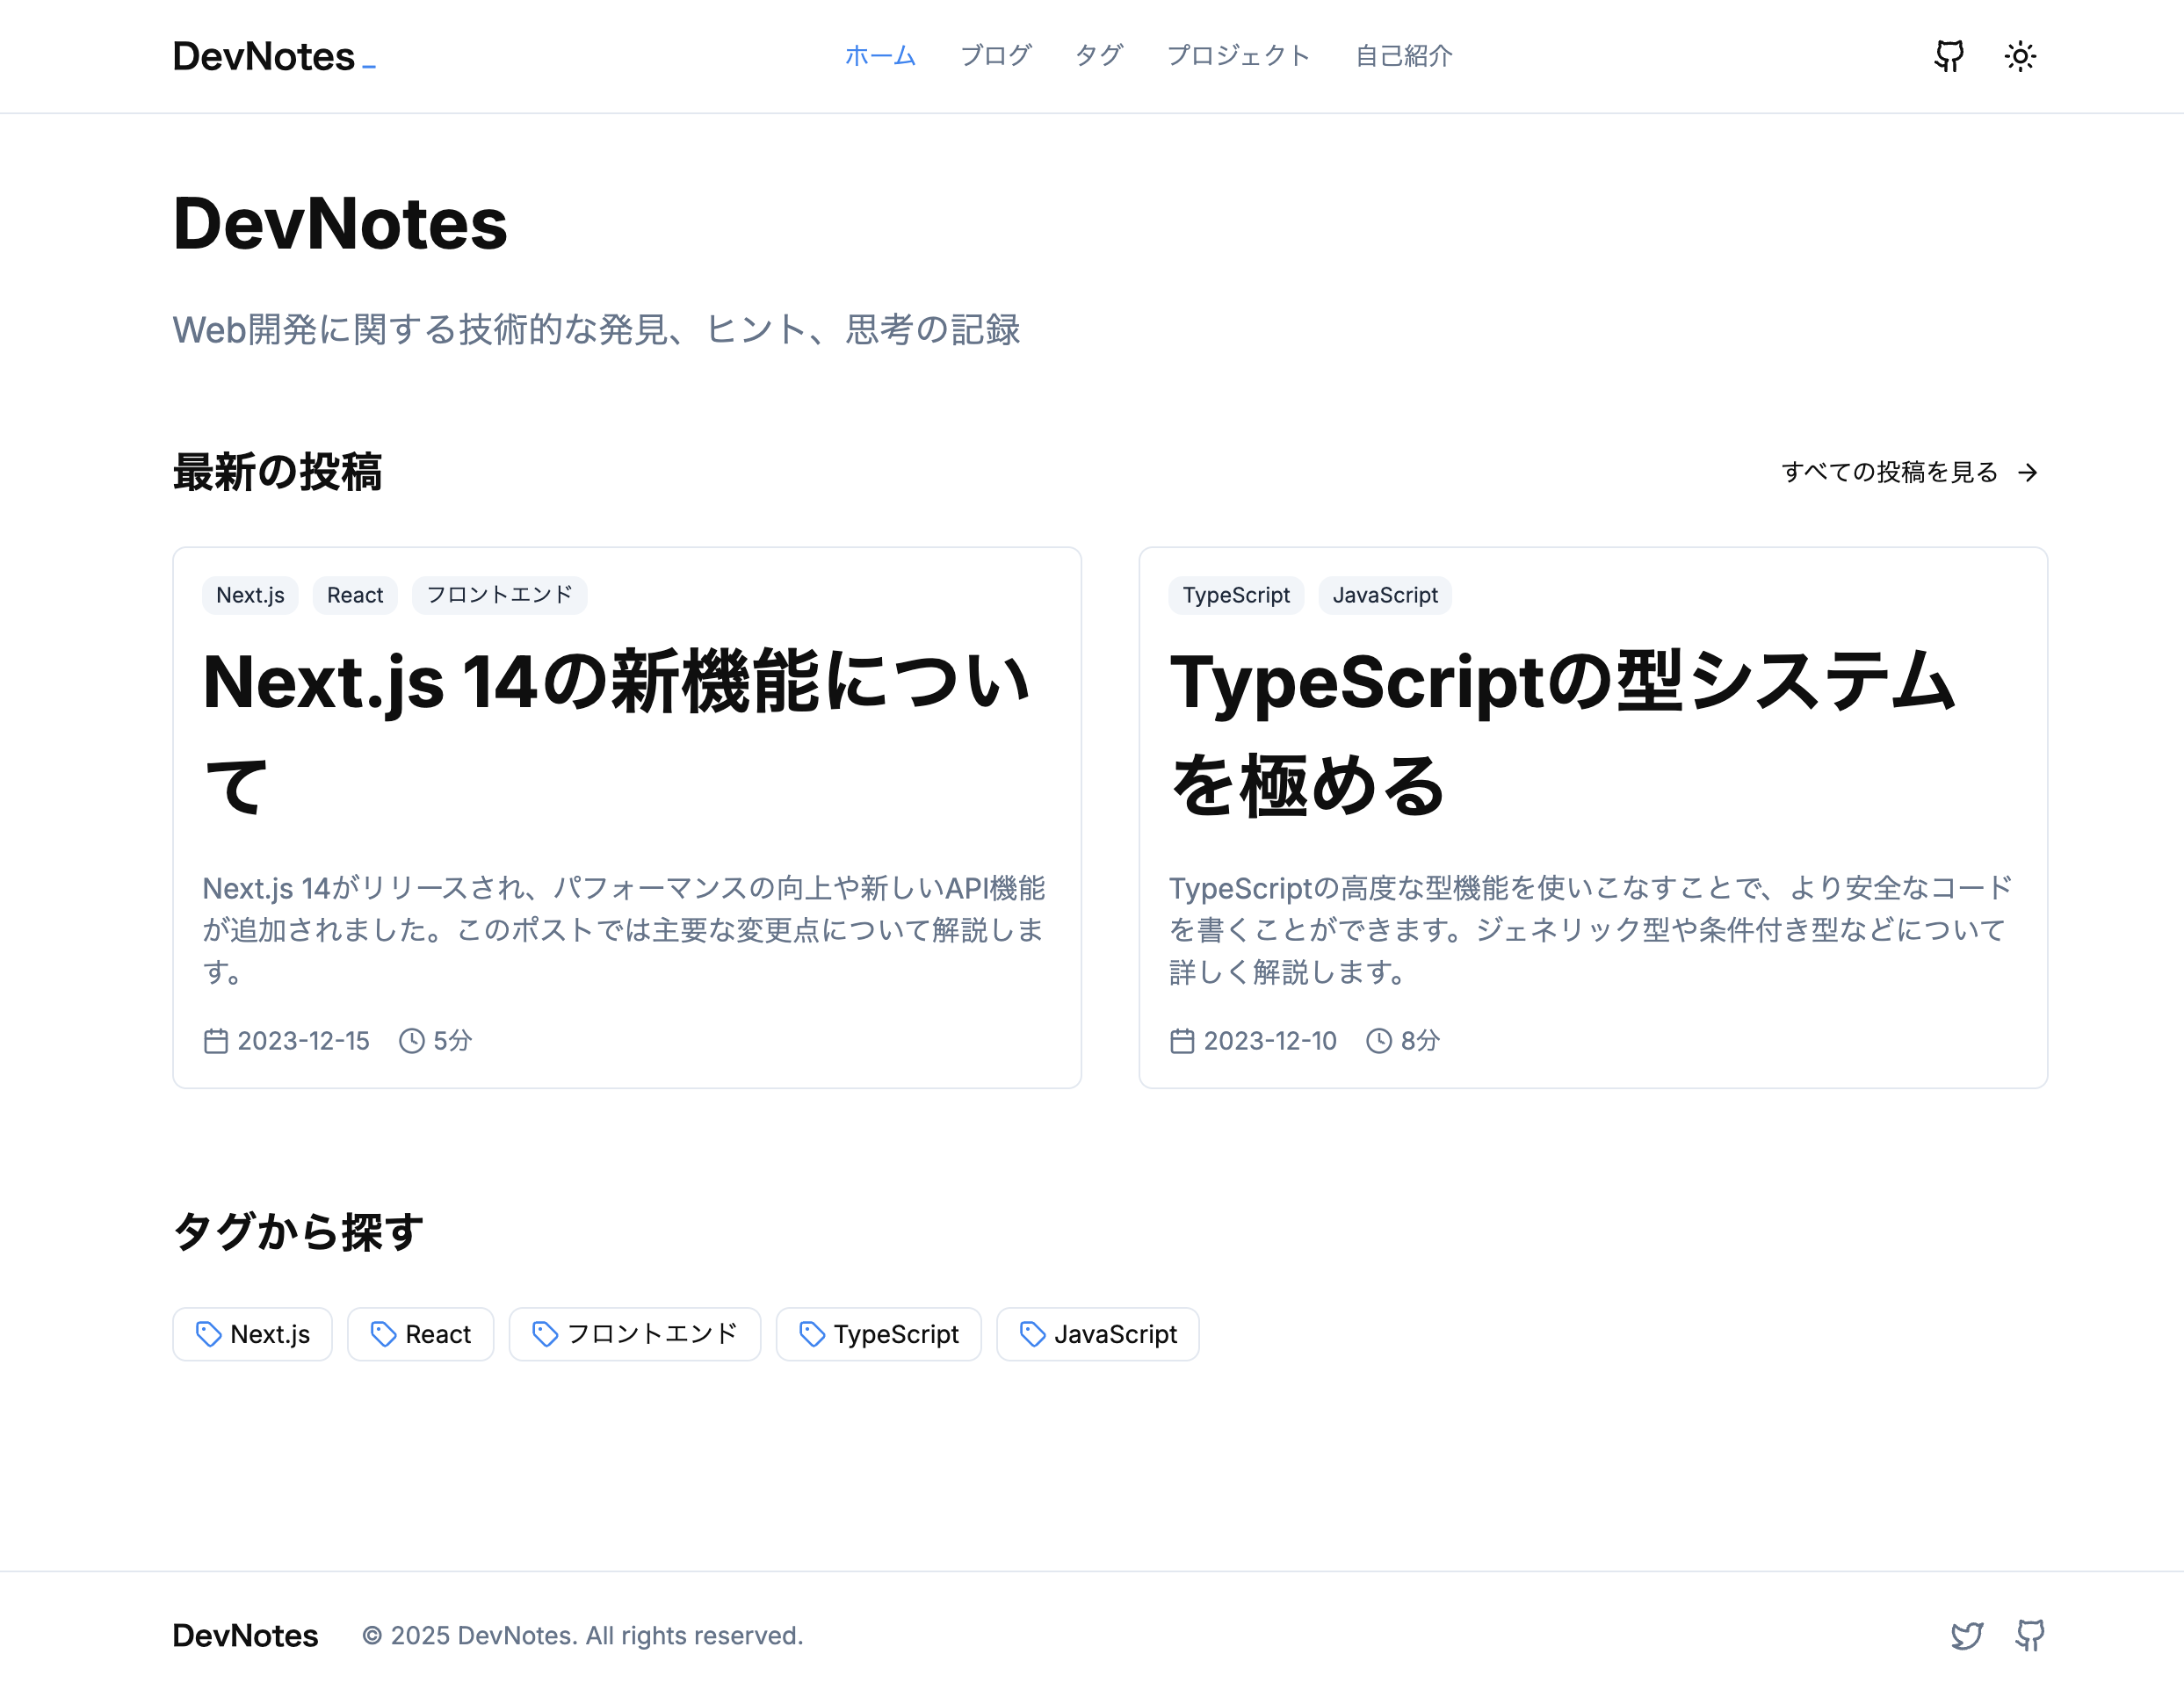 DevNotes _
ホーム ブログ タグ プロジェクト 自己紹介
DevNotes
Web開発に関する技術的な発見、ヒント、思考の記録
最新の投稿
すべての投稿を見る →
Next.js React フロントエンド
Next.js 14の新機能につい
て
Next.js 14がリリースされ、パフォーマンスの向上や新しいAPI機能
が追加されました。このポストでは主要な変更点について解説しま
す。
2023-12-15 5分
TypeScript JavaScript
TypeScriptの型システム
を極める
TypeScriptの高度な型機能を使いこなすことで、より安全なコード
を書くことができます。ジェネリック型や条件付き型などについて
詳しく解説します。
2023-12-10 8分
タグから探す
Next.js React フロントエンド TypeScript JavaScript
DevNotes © 2025 DevNotes. All rights reserved.